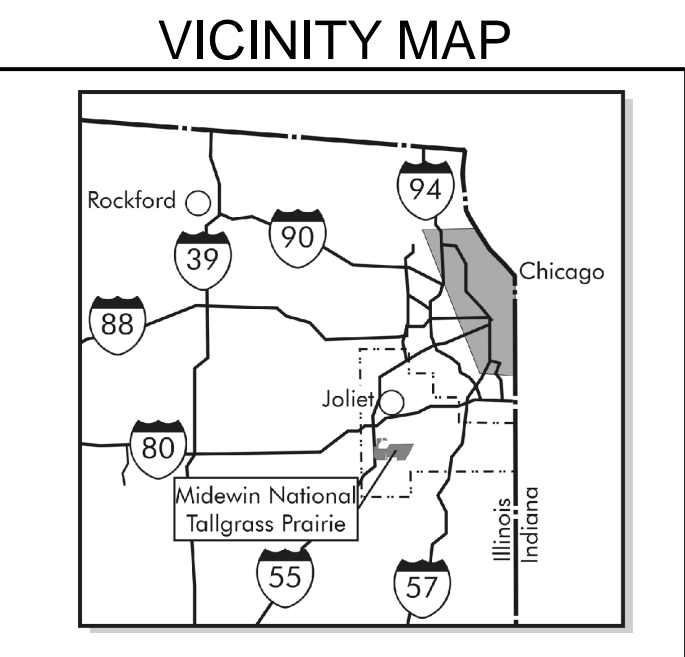 VICINITY MAP
94
Rockford
90
39
Chicago
88
Joliet
80
Midewin National
Tallgrass Prairie
Illinois
Indiana
55
57